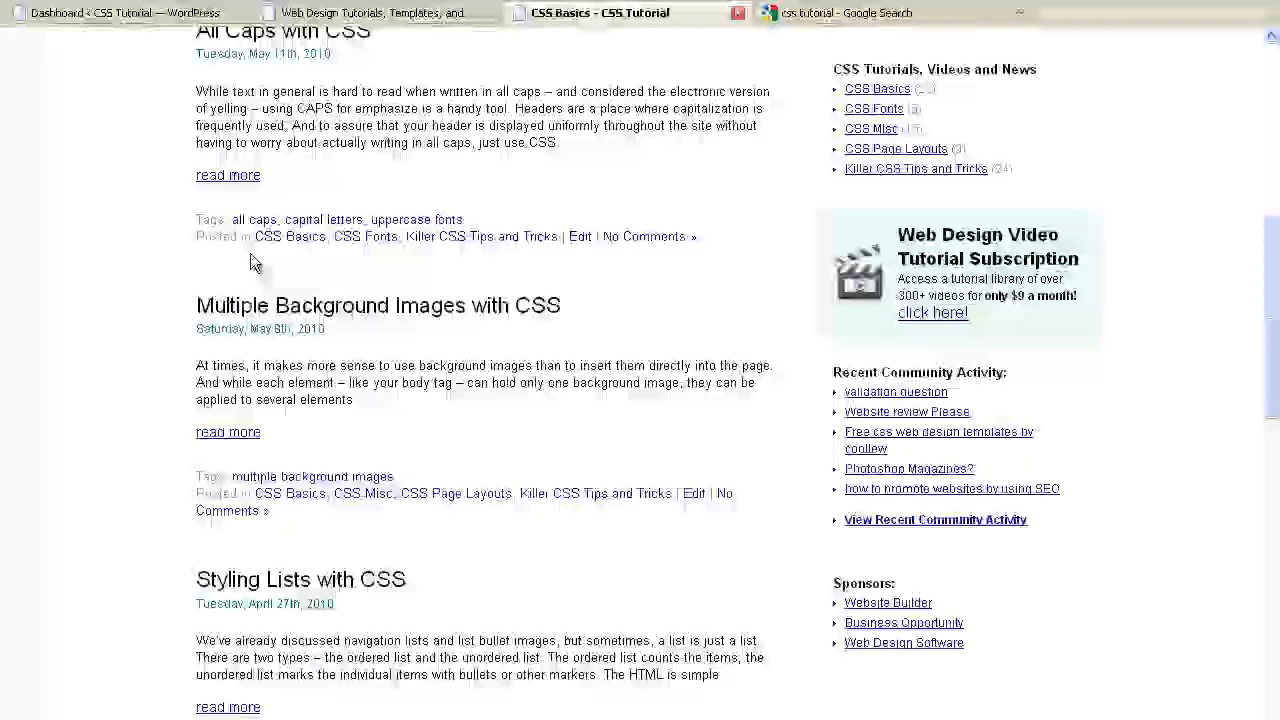 Dashboard ‹ CSS Tutorial — WordPress
Web Design Tutorials, Templates, and
CSS Basics - CSS Tutorial
css tutorial - Google Search
All Caps with CSS
Tuesday, May 11th, 2010
While text in general is hard to read when written in all caps – and considered the electronic version
of yelling – using CAPS for emphasize is a handy tool. Headers are a place where capitalization is
frequently used. And to assure that your header is displayed uniformly throughout the site without
having to worry about actually writing in all caps, just use CSS.
read more
Tags: all caps, capital letters, uppercase fonts
Posted in CSS Basics, CSS Fonts, Killer CSS Tips and Tricks | Edit | No Comments »
Multiple Background Images with CSS
Saturday, May 8th, 2010
At times, it makes more sense to use background images than to insert them directly into the page.
And while each element – like your body tag – can hold only one background image, they can be
applied to several elements
read more
Tags: multiple background images
Posted in CSS Basics, CSS Misc, CSS Page Layouts, Killer CSS Tips and Tricks | Edit | No
Comments »
Styling Lists with CSS
Tuesday, April 27th, 2010
We've already discussed navigation lists and list bullet images, but sometimes, a list is just a list.
There are two types – the ordered list and the unordered list. The ordered list counts the items, the
unordered list marks the individual items with bullets or other markers. The HTML is simple
read more
CSS Tutorials, Videos and News
CSS Basics
CSS Fonts
CSS Misc
CSS Page Layouts
Killer CSS Tips and Tricks (24)
Web Design Video
Tutorial Subscription
Access a tutorial library of over
300+ videos for only $9 a month!
click here!
Recent Community Activity:
validation question
Website review Please
Free css web design templates by
coollew
Photoshop Magazines?
how to promote websites by using SEO
View Recent Community Activity
Sponsors:
Website Builder
Business Opportunity
Web Design Software